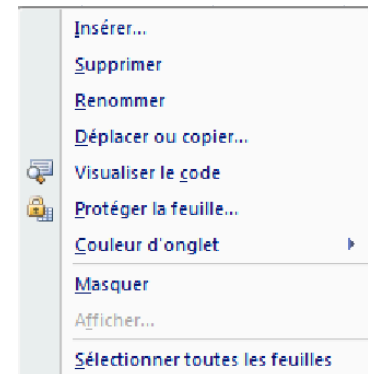 Insérer...
Supprimer
Renommer
Déplacer ou copier...
Visualiser le code
Protéger la feuille...
Couleur d'onglet
Masquer
Afficher...
Sélectionner toutes les feuilles